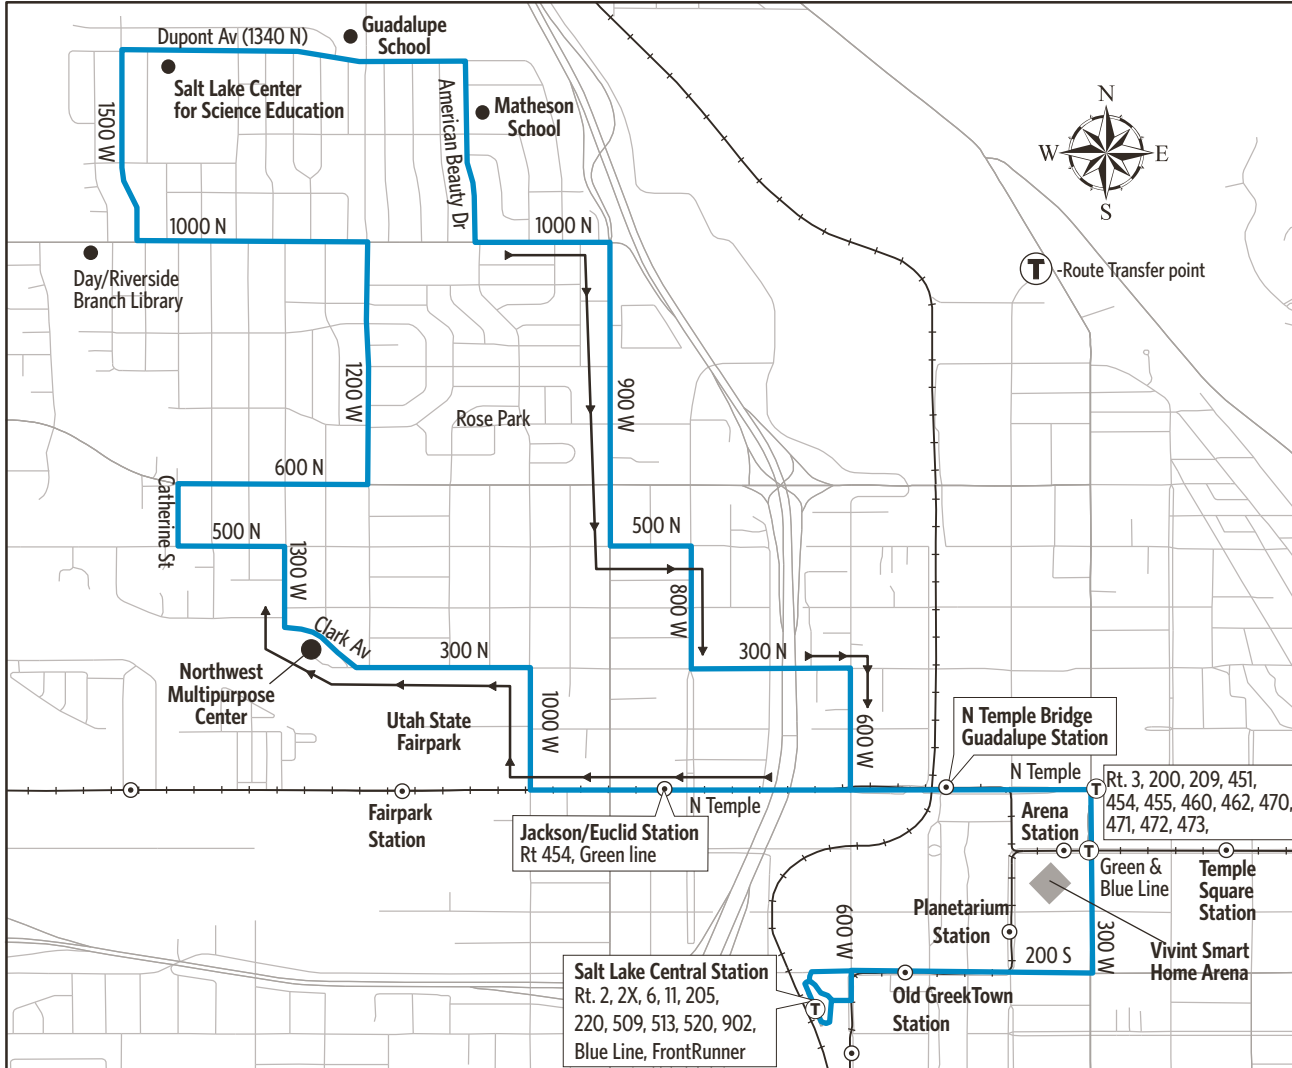 Guadalupe
School
Dupont Av (1340 N)
Salt Lake Center
for Science Education
1500 W
American Beauty Dr
Matheson
School
N
W
E
S
1000 N
1000 N
Day/Riverside
Branch Library
T
-Route Transfer point
1200 W
900 W
Rose Park
600 N
Catherine St
500 N
500 N
1300 W
800 W
Clark Av
300 N
300 N
Northwest
Multipurpose
Center
Utah State
Fairpark
1000 W
600 W
N Temple Bridge
Guadalupe Station
N Temple
T
Rt. 3, 200, 209, 451,
454, 455, 460, 462, 470,
471, 472, 473,
Fairpark
Station
N Temple
Jackson/Euclid Station
Rt 454, Green line
Arena
Station
T
Green &
Blue Line
Temple
Square
Station
Planetarium
Station
600 W
300 W
Vivint Smart
Home Arena
200 S
Salt Lake Central Station
Rt. 2, 2X, 6, 11, 205,
220, 509, 513, 520, 902,
Blue Line, FrontRunner
T
Old GreekTown
Station